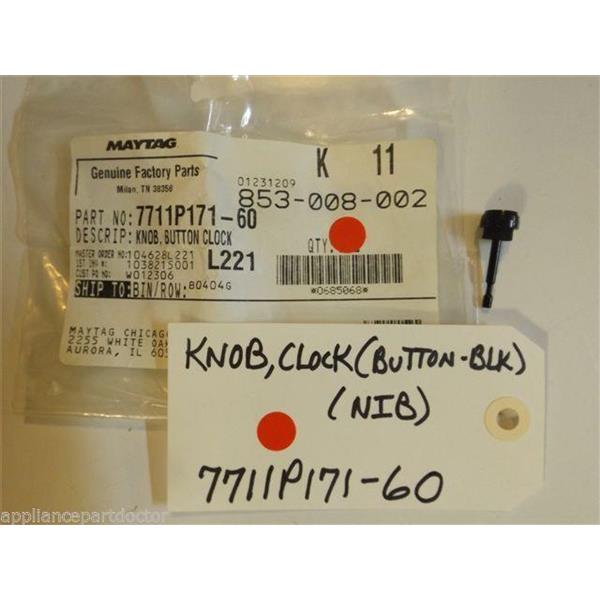 MAYTAG
Genuine Factory Parts
Milan, TN 38358
K 11
01231209
853-008-002
PART NO: 7711P171-60
DESCRIP: KNOB, BUTTON CLOCK
QTY.
MASTER ORDER NO: 104628L221
1ST INV #: 1038215001
L221
CUST PO NO: W012306
SHIP TO: BIN/ROW. 80404G
*0685068*
MAYTAG CHICAGO
2255 WHITE OAK
AURORA, IL
KNOB, CLOCK (BUTTON-BLK)
(NIB)
7711P171-60
appliancepartdoctor